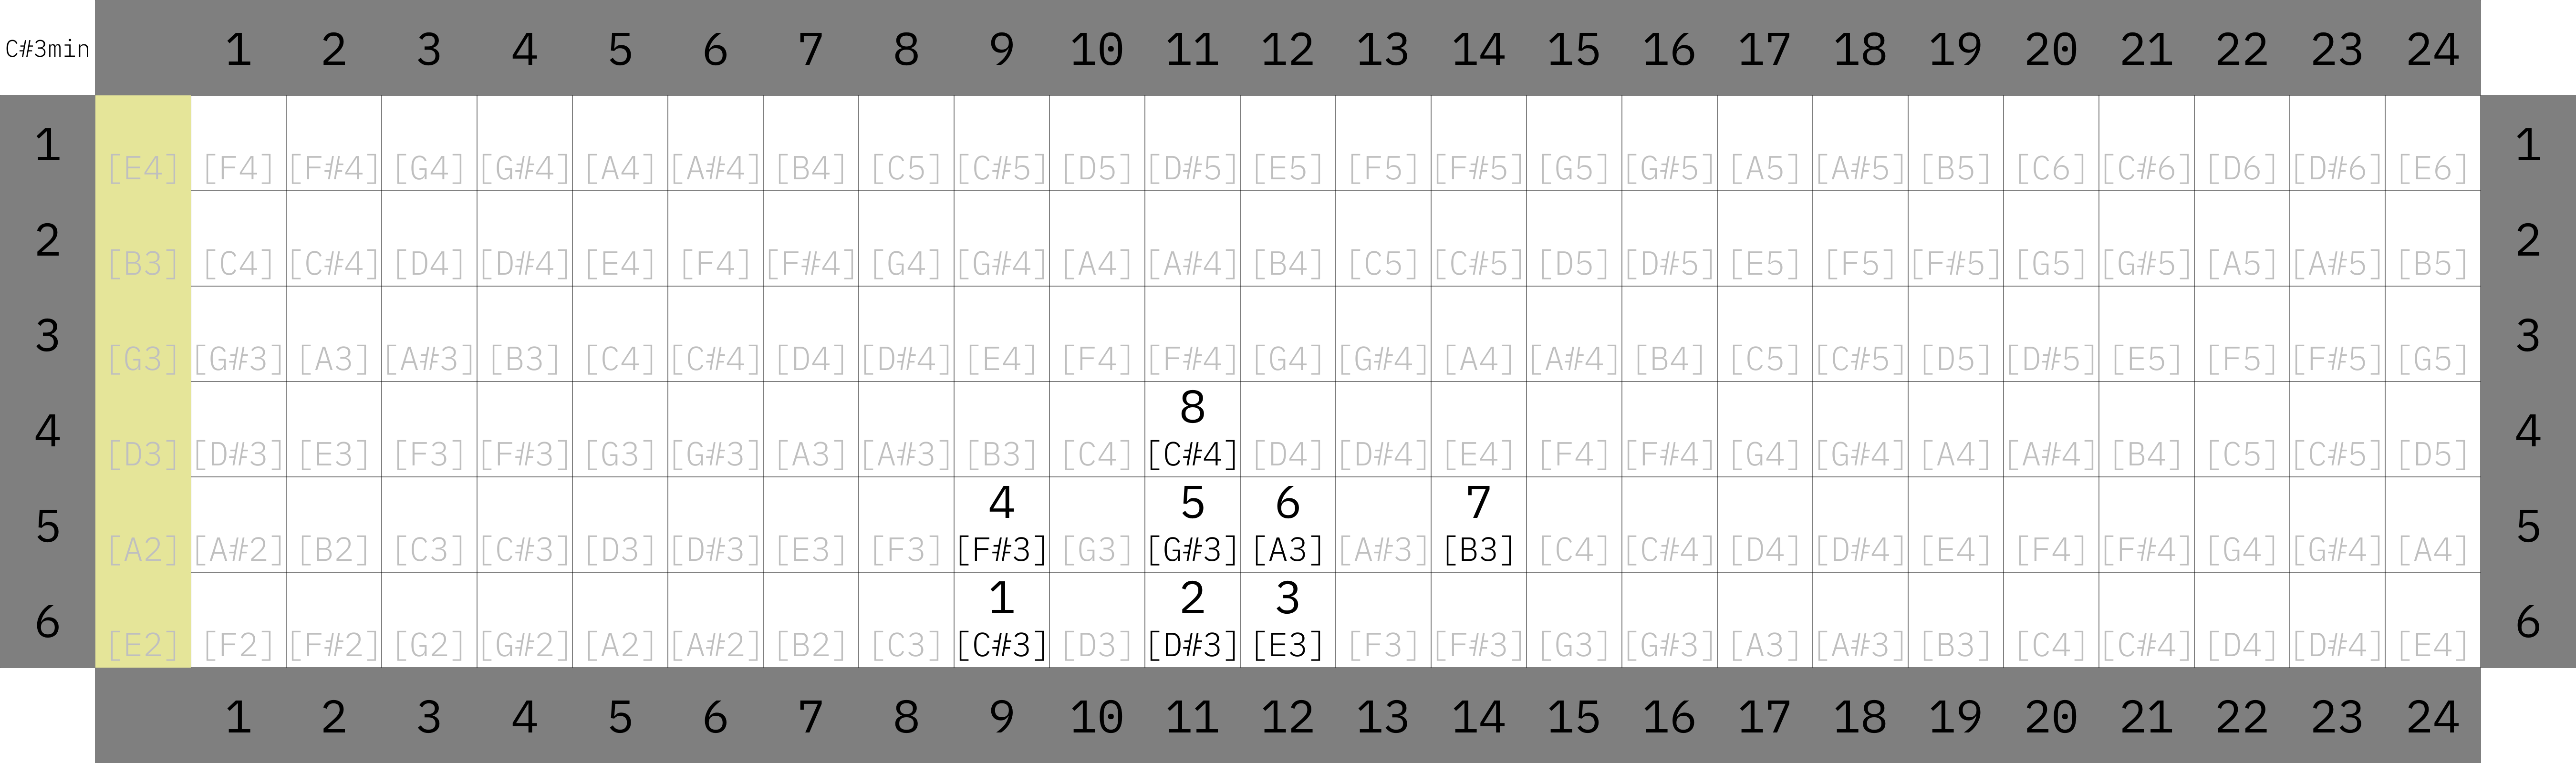 C#3min 1 2 3 4 5 6 7 8 9 10 11 12 13 14 15 16 17 18 19 20 21 22 23 24
1 [E4] [F4] [F#4] [G4] [G#4] [A4] [A#4] [B4] [C5] [C#5] [D5] [D#5] [E5] [F5] [F#5] [G5] [G#5] [A5] [A#5] [B5] [C6] [C#6] [D6] [D#6] [E6] 1
2 [B3] [C4] [C#4] [D4] [D#4] [E4] [F4] [F#4] [G4] [G#4] [A4] [A#4] [B4] [C5] [C#5] [D5] [D#5] [E5] [F5] [F#5] [G5] [G#5] [A5] [A#5] [B5] 2
3 [G3] [G#3] [A3] [A#3] [B3] [C4] [C#4] [D4] [D#4] [E4] [F4] [F#4] [G4] [G#4] [A4] [A#4] [B4] [C5] [C#5] [D5] [D#5] [E5] [F5] [F#5] [G5] 3
8
4 [D3] [D#3] [E3] [F3] [F#3] [G3] [G#3] [A3] [A#3] [B3] [C4] [C#4] [D4] [D#4] [E4] [F4] [F#4] [G4] [G#4] [A4] [A#4] [B4] [C5] [C#5] [D5] 4
4 5 6 7
5 [A2] [A#2] [B2] [C3] [C#3] [D3] [D#3] [E3] [F3] [F#3] [G3] [G#3] [A3] [A#3] [B3] [C4] [C#4] [D4] [D#4] [E4] [F4] [F#4] [G4] [G#4] [A4] 5
1 2 3
6 [E2] [F2] [F#2] [G2] [G#2] [A2] [A#2] [B2] [C3] [C#3] [D3] [D#3] [E3] [F3] [F#3] [G3] [G#3] [A3] [A#3] [B3] [C4] [C#4] [D4] [D#4] [E4] 6
1 2 3 4 5 6 7 8 9 10 11 12 13 14 15 16 17 18 19 20 21 22 23 24